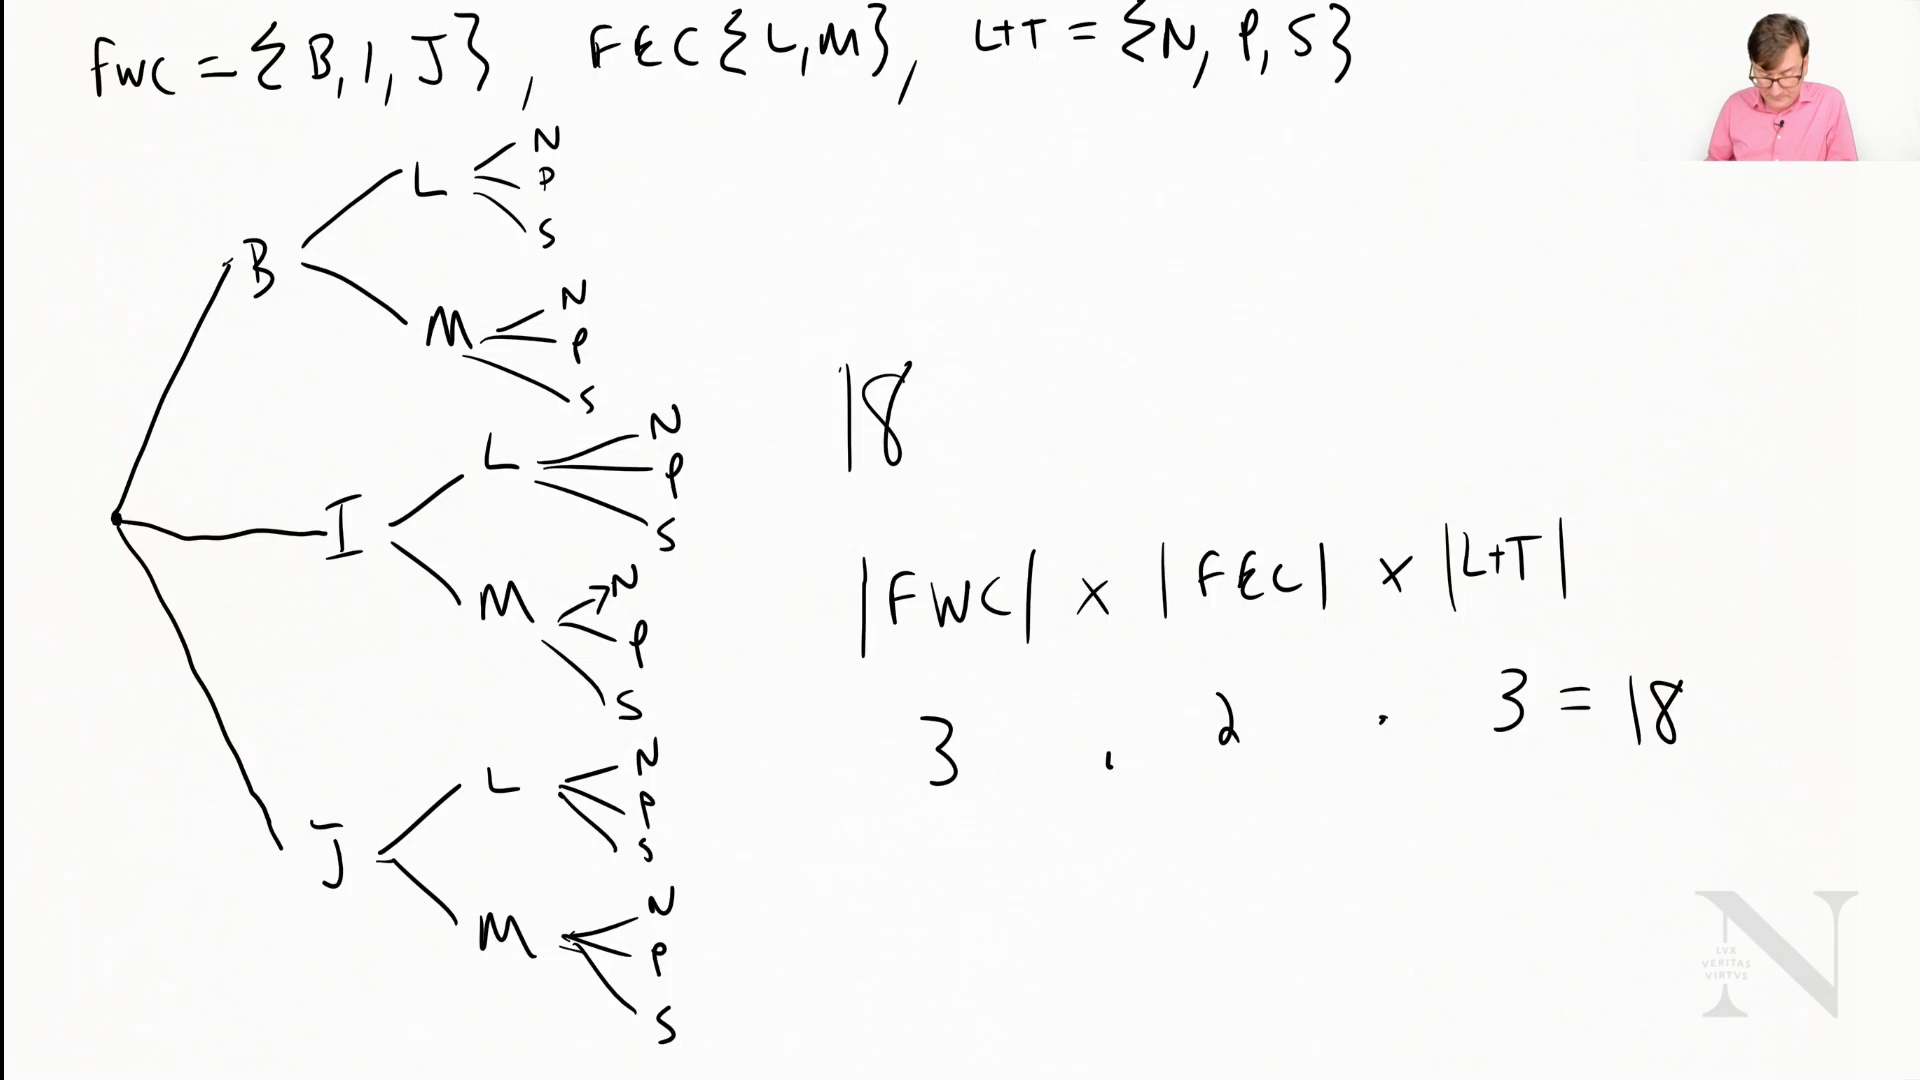 FWC = {B, I, J}, FEC {L, M}, L+T = {N, P, S}
N
L P
S
B
N
M P
S
18
N
L P
S
I
|FWC| x |FEC| x |L+T|
N
M P
S
3 . 2 . 3 = 18
N
L P
S
J
N
M P
S
N
LVX
VERITAS
VIRTVS